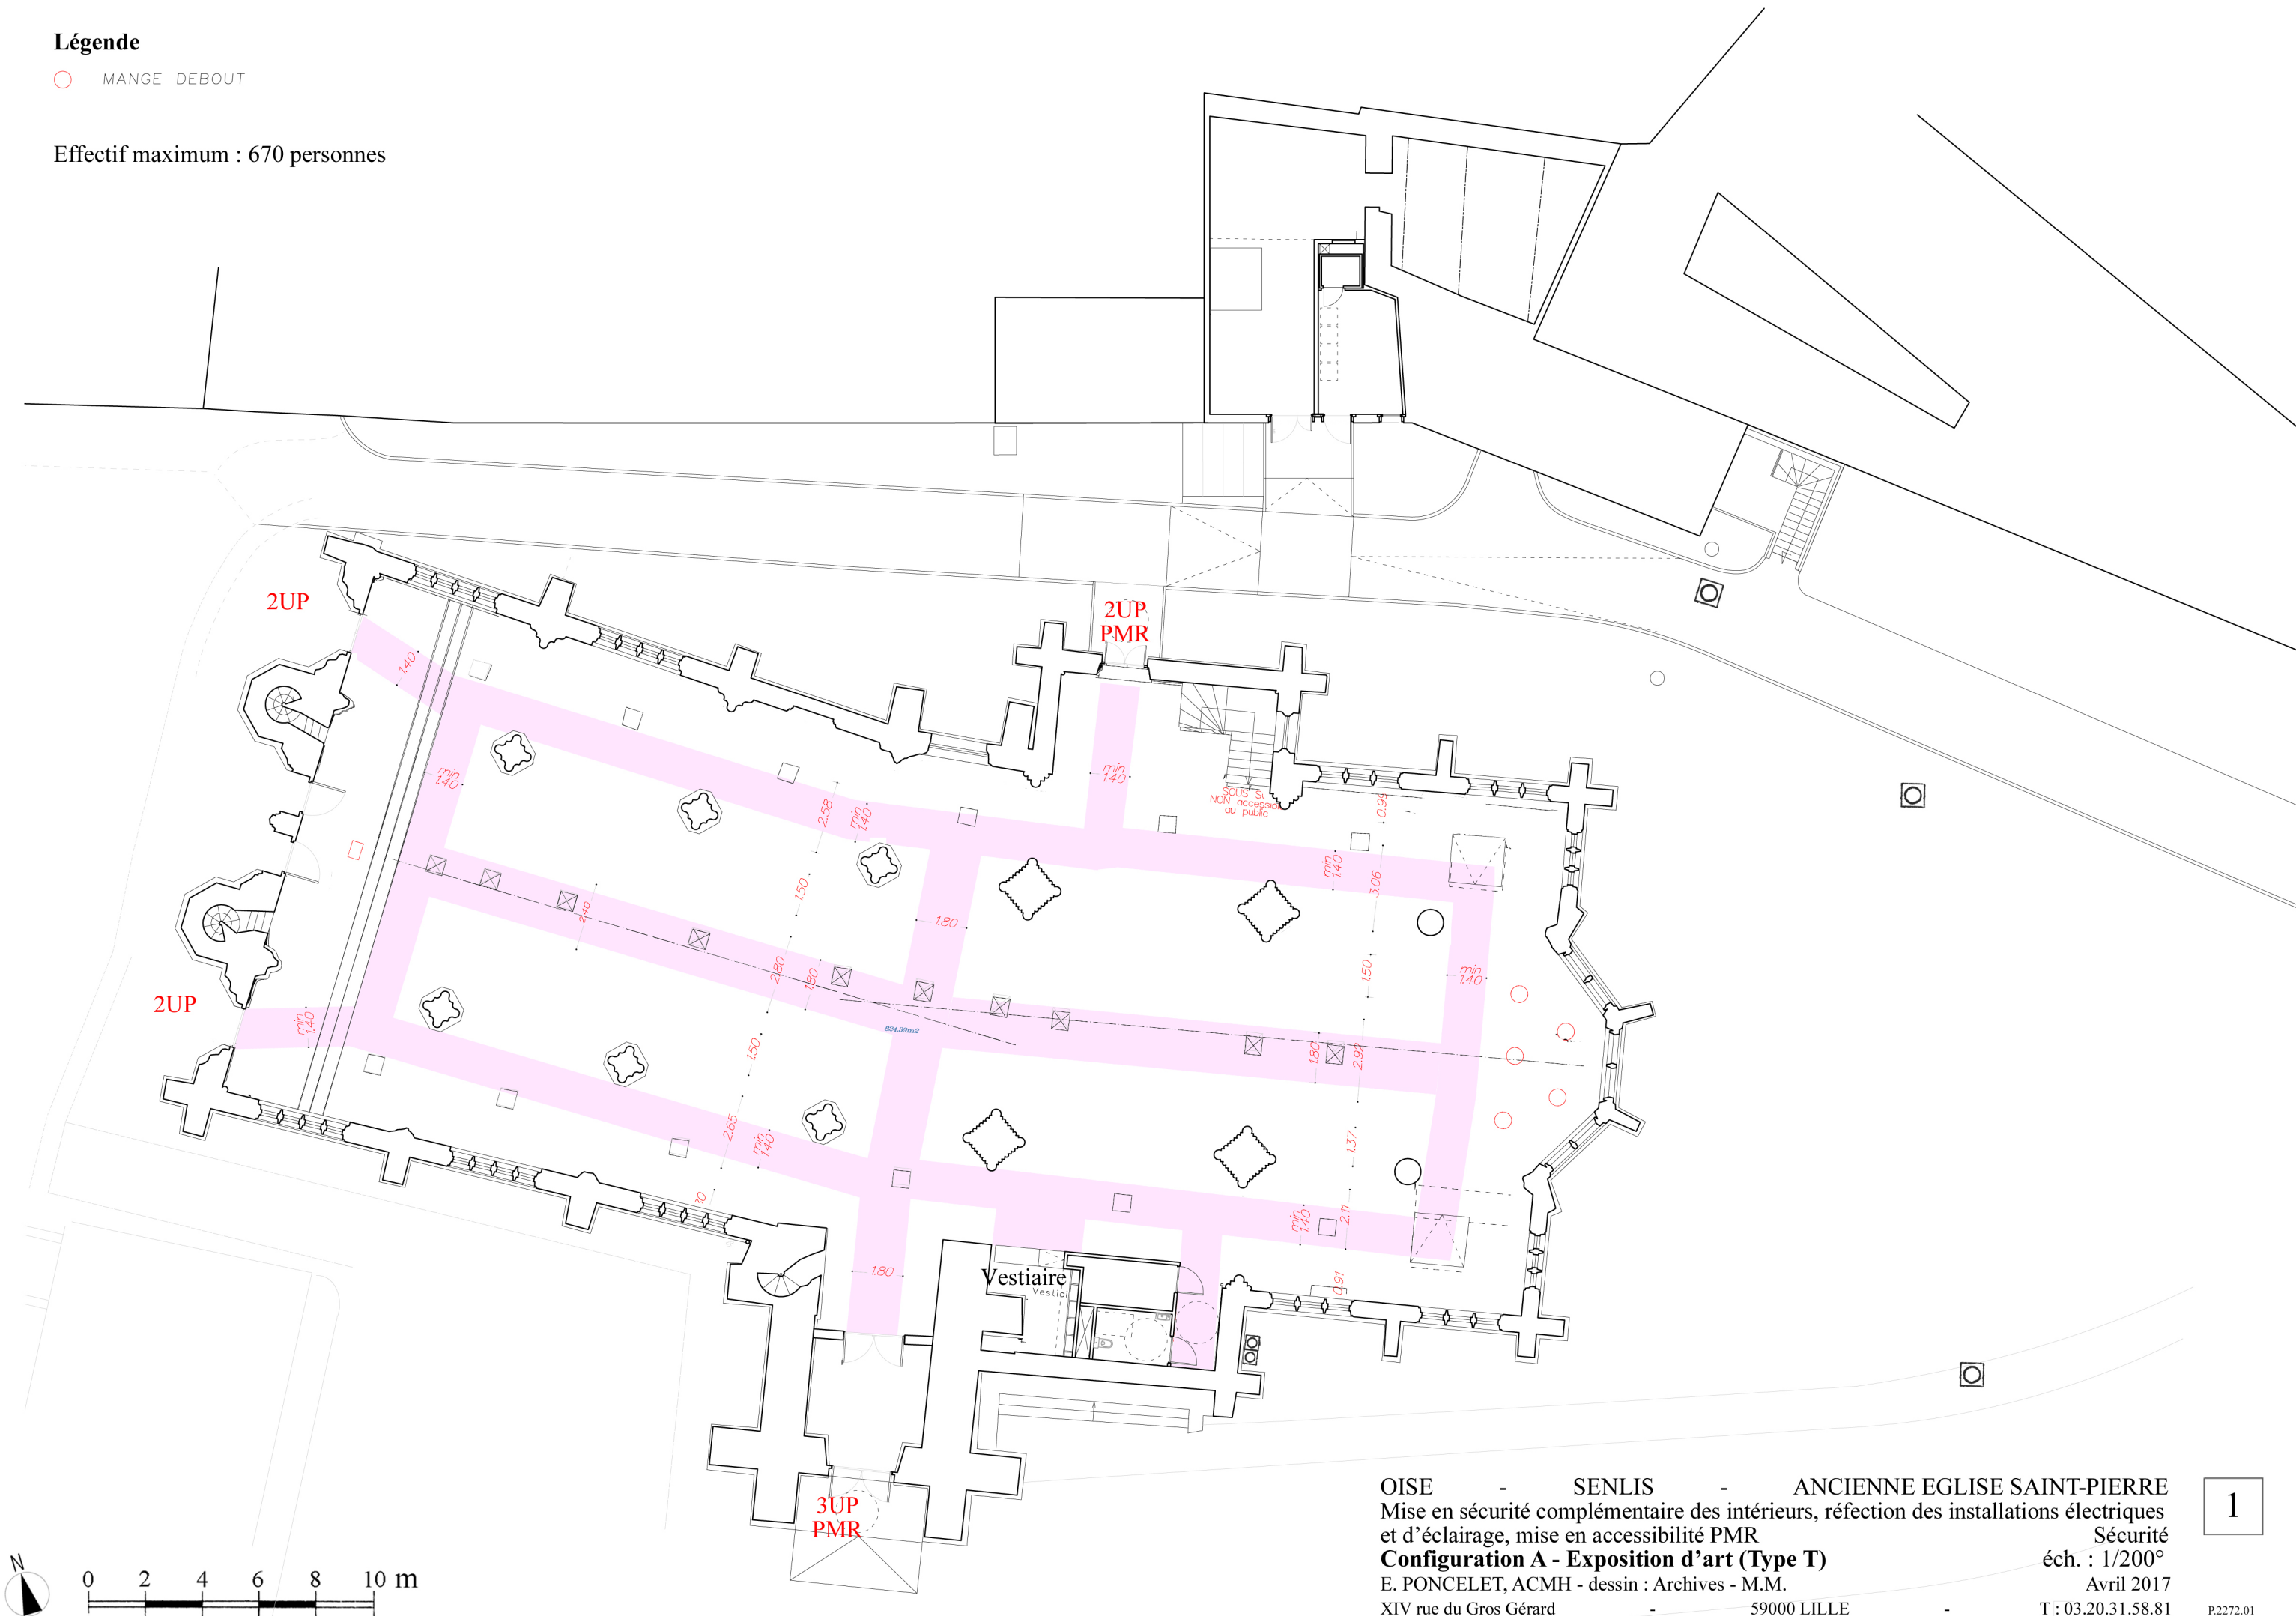 Légende
MANGE DEBOUT
Effectif maximum : 670 personnes
2UP
2UP
PMR
1.40
min
1.40
2.58
min
1.40
min
1.40
SOUS
NON
au public
0.99
min
1.40
3.06
1.50
1.80
2.40
2.80
1.80
1.50
min
1.40
2UP
min
1.40
824.39m2
1.50
1.80
2.92
2.65
min
1.40
1.37
min
1.40
2.11
1.80
Vestiaire
0.91
3UP
PMR
N
0 2 4 6 8 10 m
OISE - SENLIS - ANCIENNE EGLISE SAINT-PIERRE
1
Mise en sécurité complémentaire des intérieurs, réfection des installations électriques
et d’éclairage, mise en accessibilité PMR Sécurité
Configuration A - Exposition d’art (Type T) éch. : 1/200°
E. PONCELET, ACMH - dessin : Archives - M.M. Avril 2017
XIV rue du Gros Gérard - 59000 LILLE - T : 03.20.31.58.81 P.2272.01